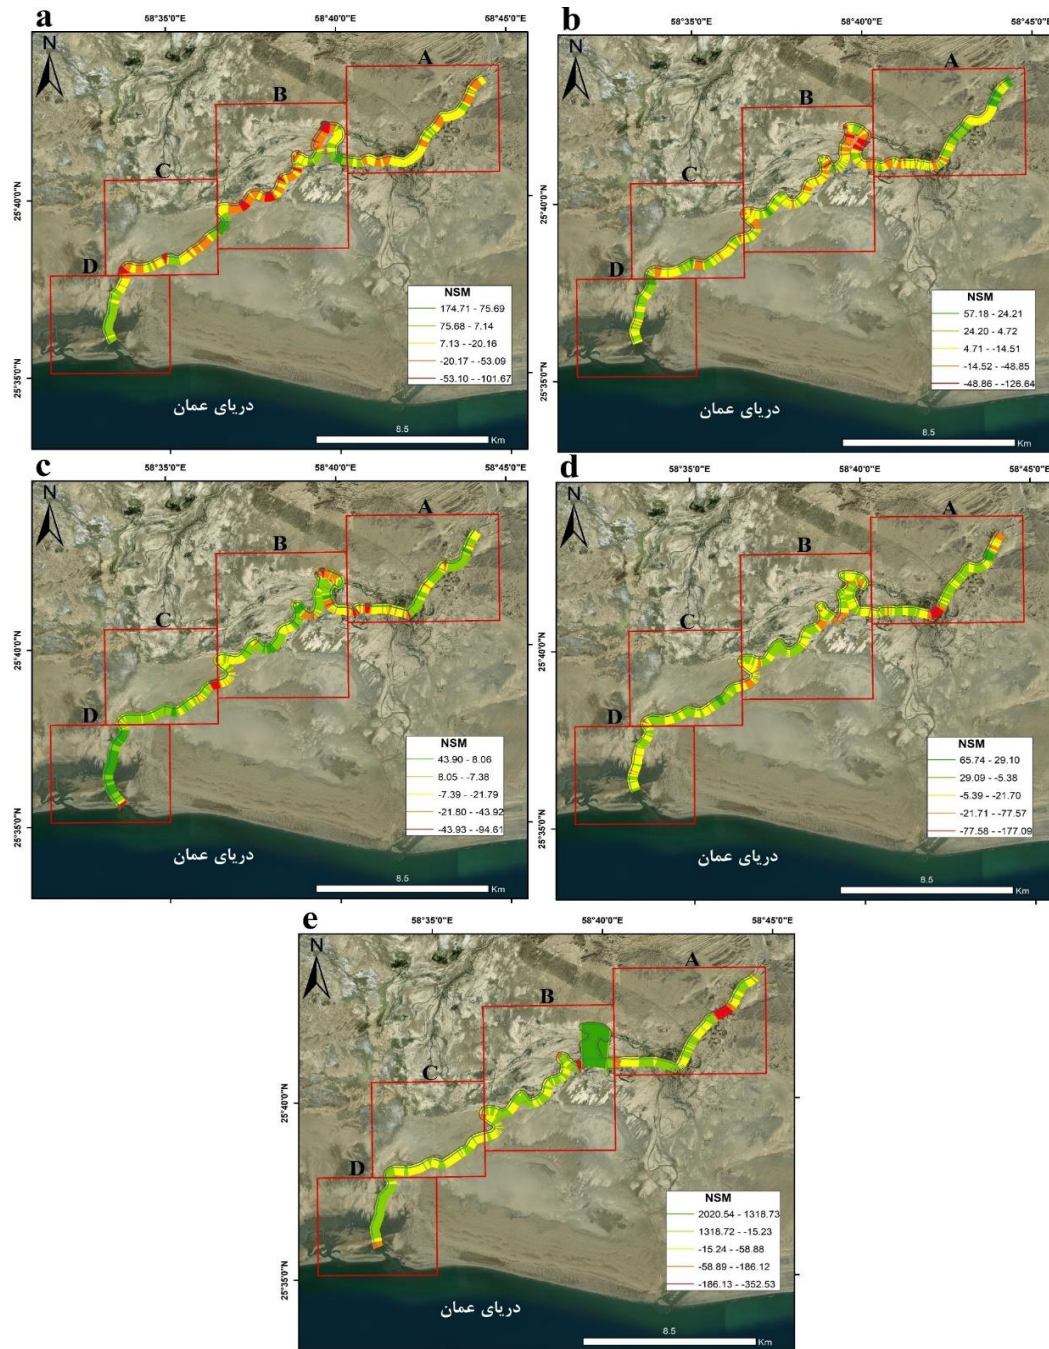 a
58°35'0"E 58°40'0"E 58°45'0"E
N
A
B
C
D
25°40'0"N
25°35'0"N
NSM
174.71 - 75.69
75.68 - 7.14
7.13 - -20.16
-20.17 - -53.09
-53.10 - -101.67
دریای عمان
8.5
Km
b
58°35'0"E 58°40'0"E 58°45'0"E
N
A
B
C
D
25°40'0"N
25°35'0"N
NSM
57.18 - 24.21
24.20 - 4.72
4.71 - -14.51
-14.52 - -48.85
-48.86 - -126.64
دریای عمان
8.5
Km
c
58°35'0"E 58°40'0"E 58°45'0"E
N
A
B
C
D
25°40'0"N
25°35'0"N
NSM
43.90 - 8.06
8.05 - -7.38
-7.39 - -21.79
-21.80 - -43.92
-43.93 - -94.61
دریای عمان
8.5
Km
d
58°35'0"E 58°40'0"E 58°45'0"E
N
A
B
C
D
25°40'0"N
25°35'0"N
NSM
65.74 - 29.10
29.09 - -5.38
-5.39 - -21.70
-21.71 - -77.57
-77.58 - -177.09
دریای عمان
8.5
Km
e
58°35'0"E 58°40'0"E 58°45'0"E
N
A
B
C
D
25°40'0"N
25°35'0"N
NSM
2020.54 - 1318.73
1318.72 - -15.23
-15.24 - -58.88
-58.89 - -186.12
-186.13 - -352.53
دریای عمان
8.5
Km